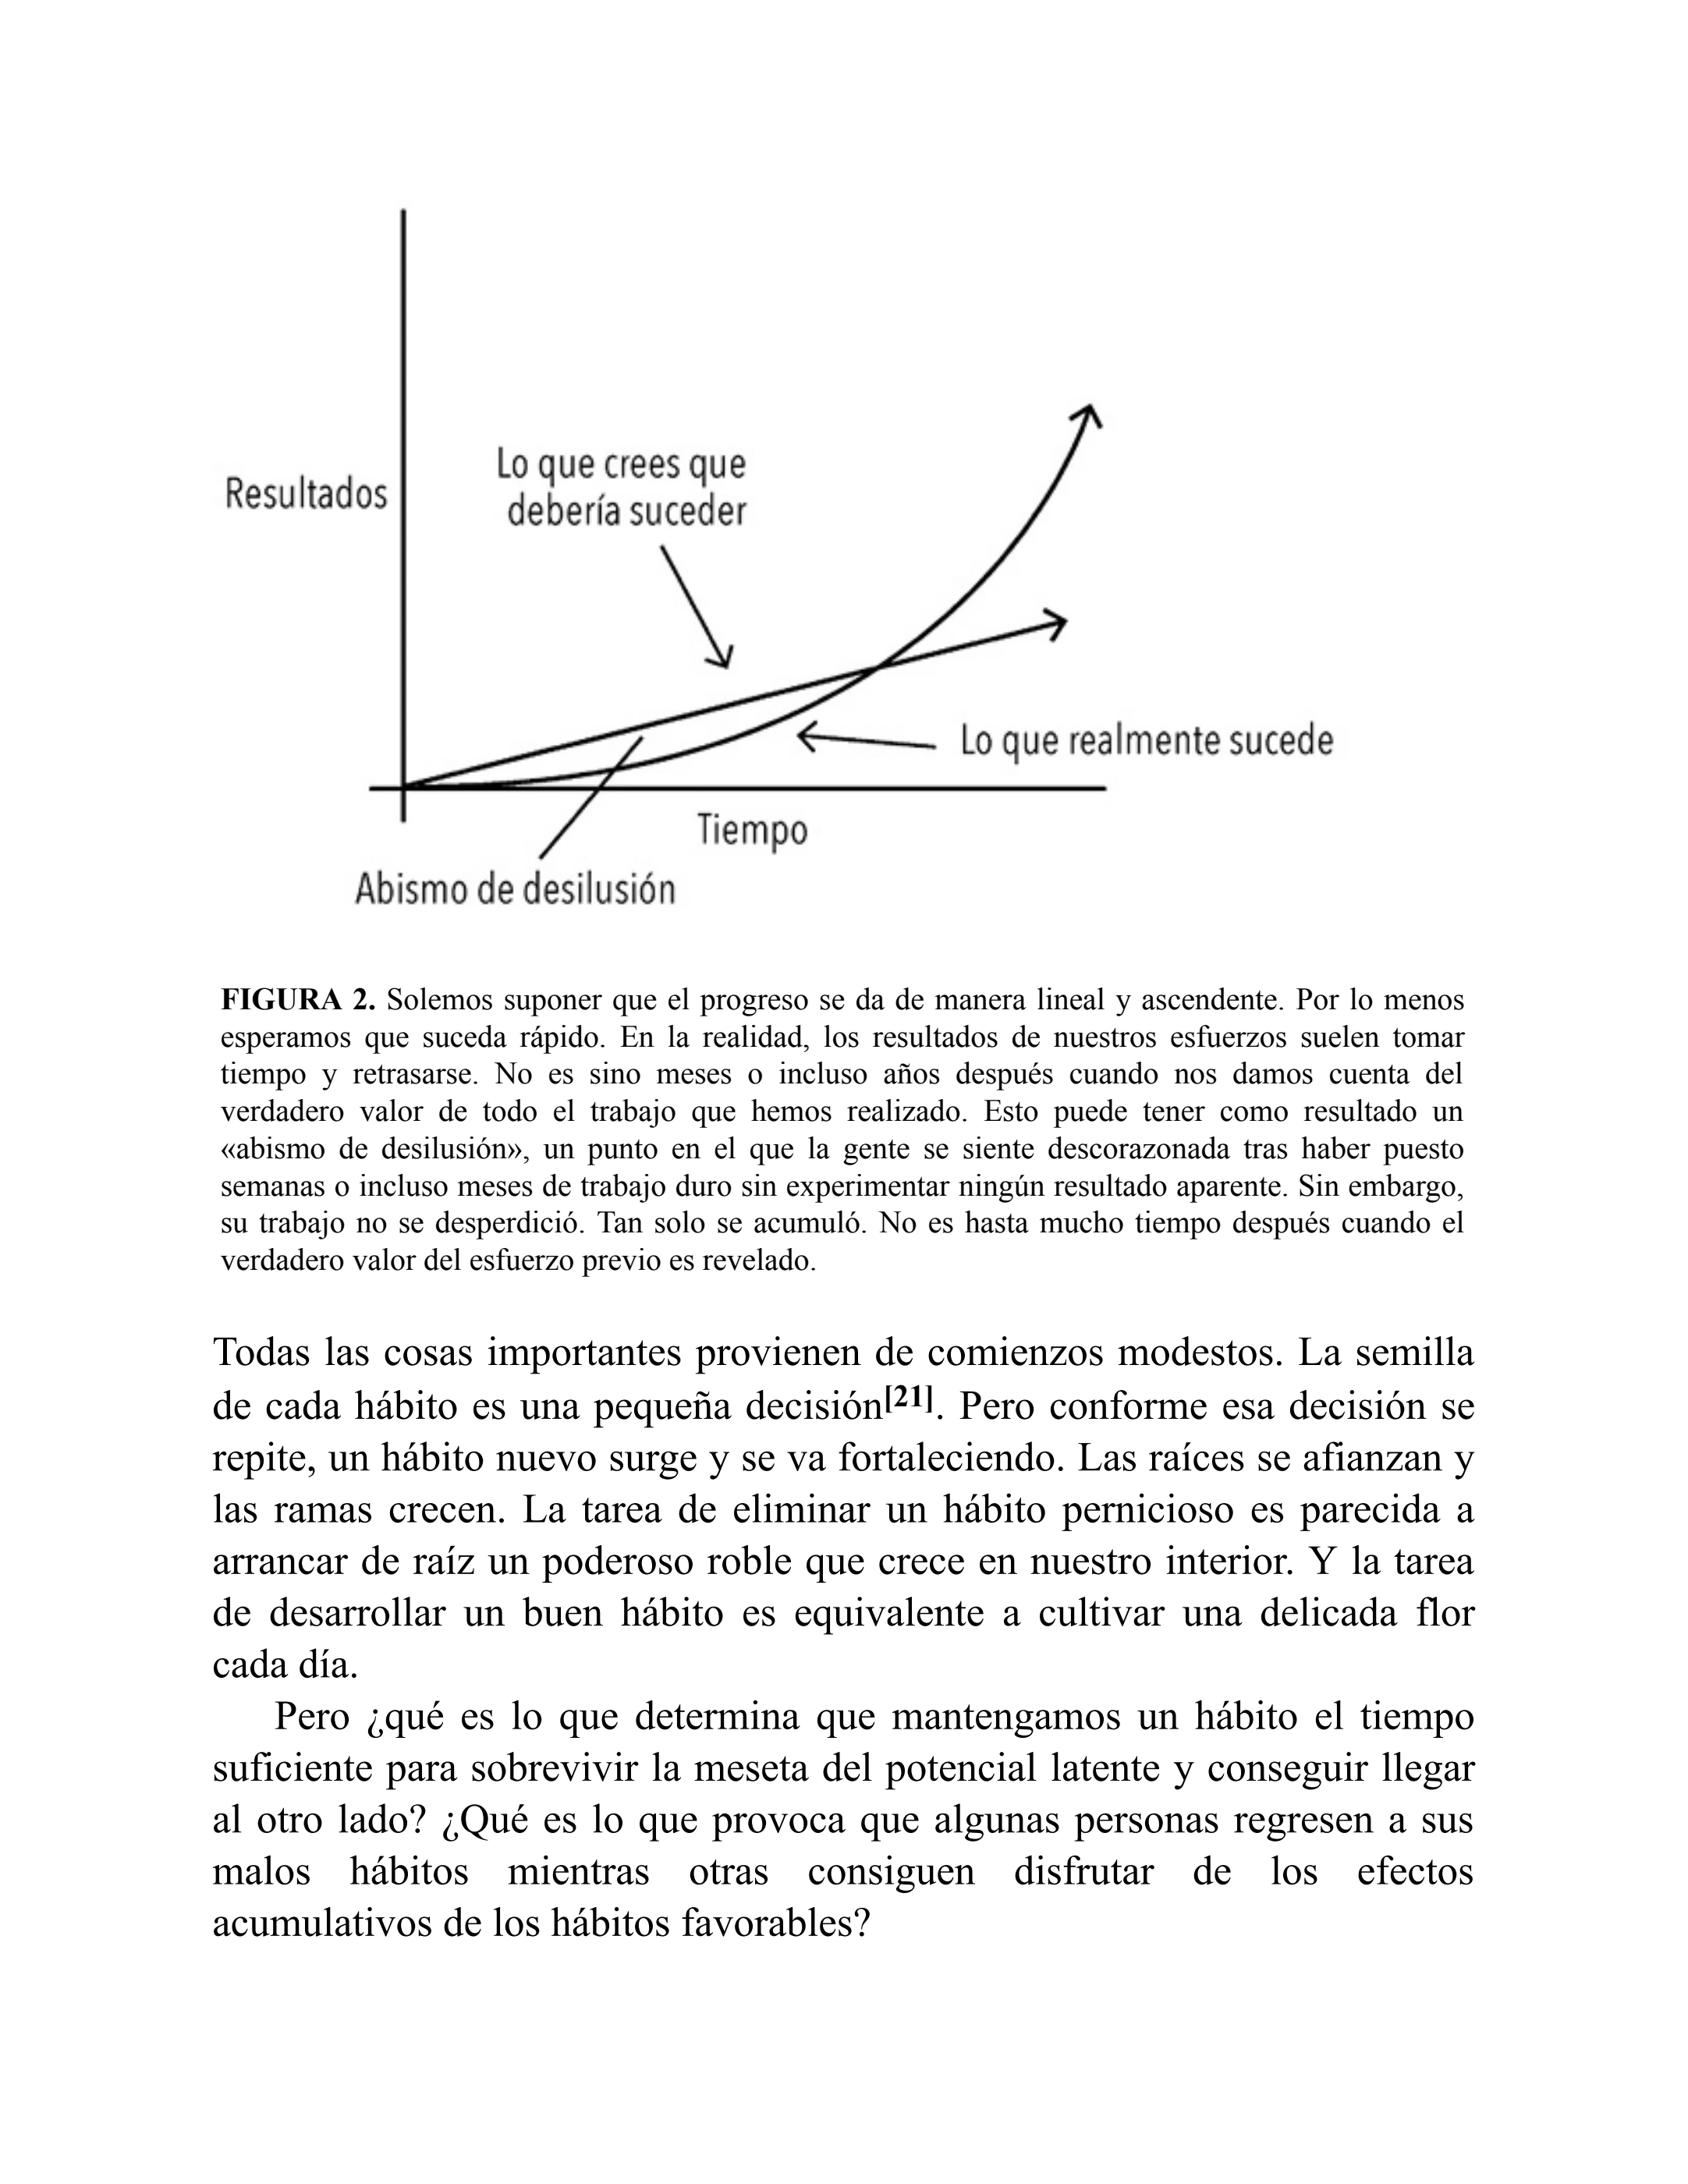 Lo que crees que
debería suceder
Resultados
Lo que realmente sucede
Tiempo
Abismo de desilusión
FIGURA 2. Solemos suponer que el progreso se da de manera lineal y ascendente. Por lo menos
esperamos que suceda rápido. En la realidad, los resultados de nuestros esfuerzos suelen tomar
tiempo y retrasarse. No es sino meses o incluso años después cuando nos damos cuenta del
verdadero valor de todo el trabajo que hemos realizado. Esto puede tener como resultado un
«abismo de desilusión», un punto en el que la gente se siente descorazonada tras haber puesto
semanas o incluso meses de trabajo duro sin experimentar ningún resultado aparente. Sin embargo,
su trabajo no se desperdició. Tan solo se acumuló. No es hasta mucho tiempo después cuando el
verdadero valor del esfuerzo previo es revelado.
Todas las cosas importantes provienen de comienzos modestos. La semilla
de cada hábito es una pequeña decisión[21]. Pero conforme esa decisión se
repite, un hábito nuevo surge y se va fortaleciendo. Las raíces se afianzan y
las ramas crecen. La tarea de eliminar un hábito pernicioso es parecida a
arrancar de raíz un poderoso roble que crece en nuestro interior. Y la tarea
de desarrollar un buen hábito es equivalente a cultivar una delicada flor
cada día.
Pero ¿qué es lo que determina que mantengamos un hábito el tiempo
suficiente para sobrevivir la meseta del potencial latente y conseguir llegar
al otro lado? ¿Qué es lo que provoca que algunas personas regresen a sus
malos hábitos mientras otras consiguen disfrutar de los efectos
acumulativos de los hábitos favorables?